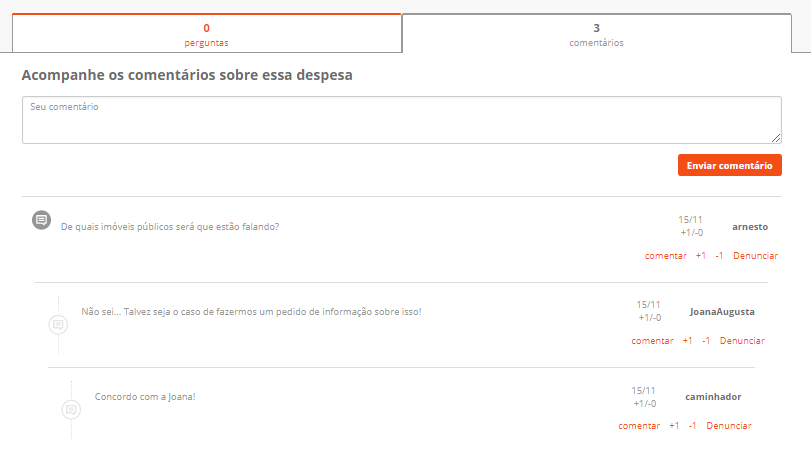 0
perguntas
3
comentários
Acompanhe os comentários sobre essa despesa
Seu comentário
Enviar comentário
De quais imóveis públicos será que estão falando?
15/11
+1/-0
arnesto
comentar +1 -1 Denunciar
Não sei... Talvez seja o caso de fazermos um pedido de informação sobre isso!
15/11
+1/-0
JoanaAugusta
comentar +1 -1 Denunciar
Concordo com a Joana!
15/11
+1/-0
caminhador
comentar +1 -1 Denunciar